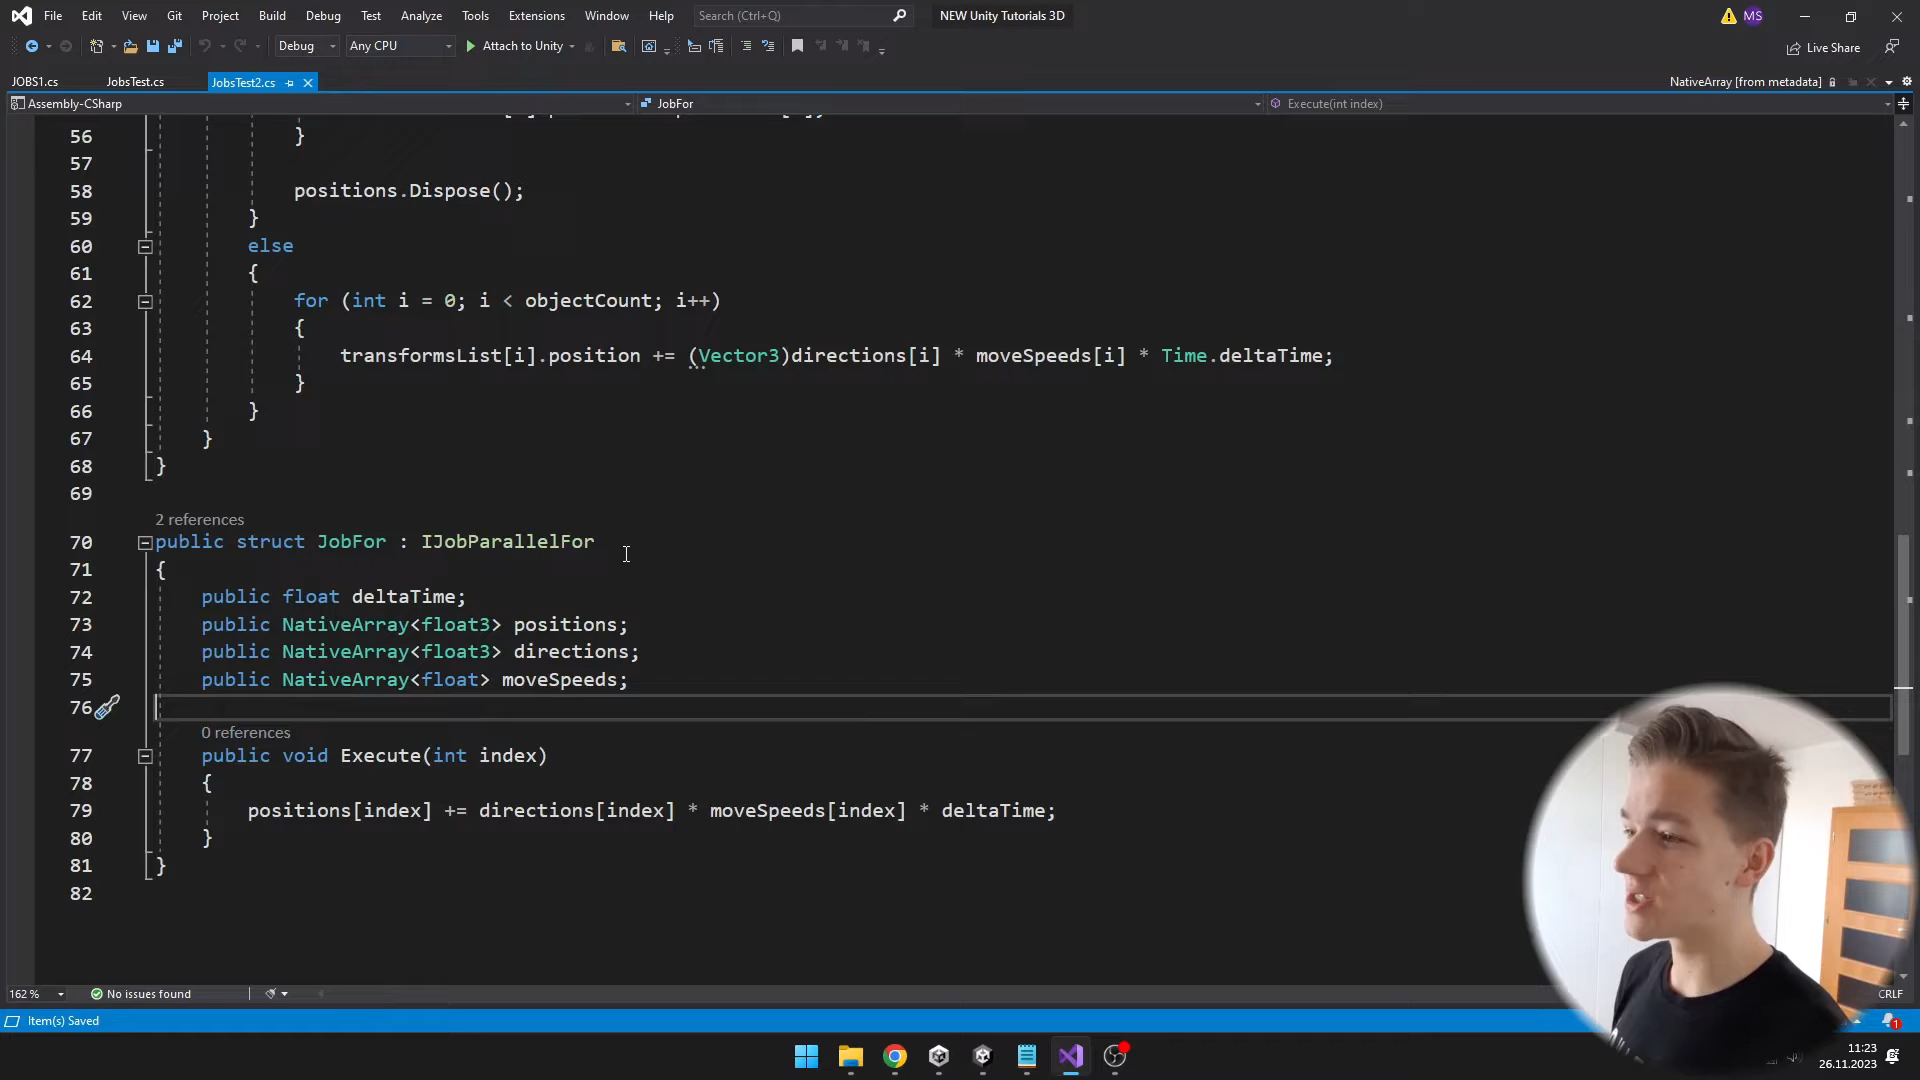 File Edit View Git Project Build Debug Test Analyze Tools Extensions Window Help Search (Ctrl+Q) NEW Unity Tutorials 3D MS
Debug Any CPU Attach to Unity Live Share
JOBS1.cs JobsTest.cs JobsTest2.cs NativeArray [from metadata]
Assembly-CSharp JobFor Execute(int index)
56 }
57
58 positions.Dispose();
59 }
60 else
61 {
62 for (int i = 0; i < objectCount; i++)
63 {
64 transformsList[i].position += (Vector3)directions[i] * moveSpeeds[i] * Time.deltaTime;
65 }
66 }
67 }
68 }
69
2 references
70 public struct JobFor : IJobParallelFor
71 {
72 public float deltaTime;
73 public NativeArray<float3> positions;
74 public NativeArray<float3> directions;
75 public NativeArray<float> moveSpeeds;
76
0 references
77 public void Execute(int index)
78 {
79 positions[index] += directions[index] * moveSpeeds[index] * deltaTime;
80 }
81 }
82
162 % No issues found CRLF
Item(s) Saved 1
11:23
26.11.2023